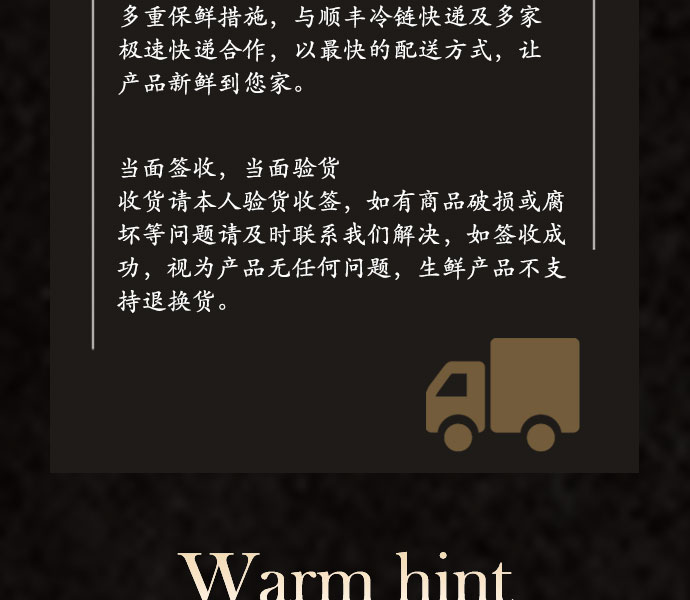 多重保鲜措施，与顺丰冷链快递及多家
极速快递合作，以最快的配送方式，让
产品新鲜到您家。
当面签收，当面验货
收货请本人验货收签，如有商品破损或腐
坏等问题请及时联系我们解决，如签收成
功，视为产品无任何问题，生鲜产品不支
持退换货。
Warm hint